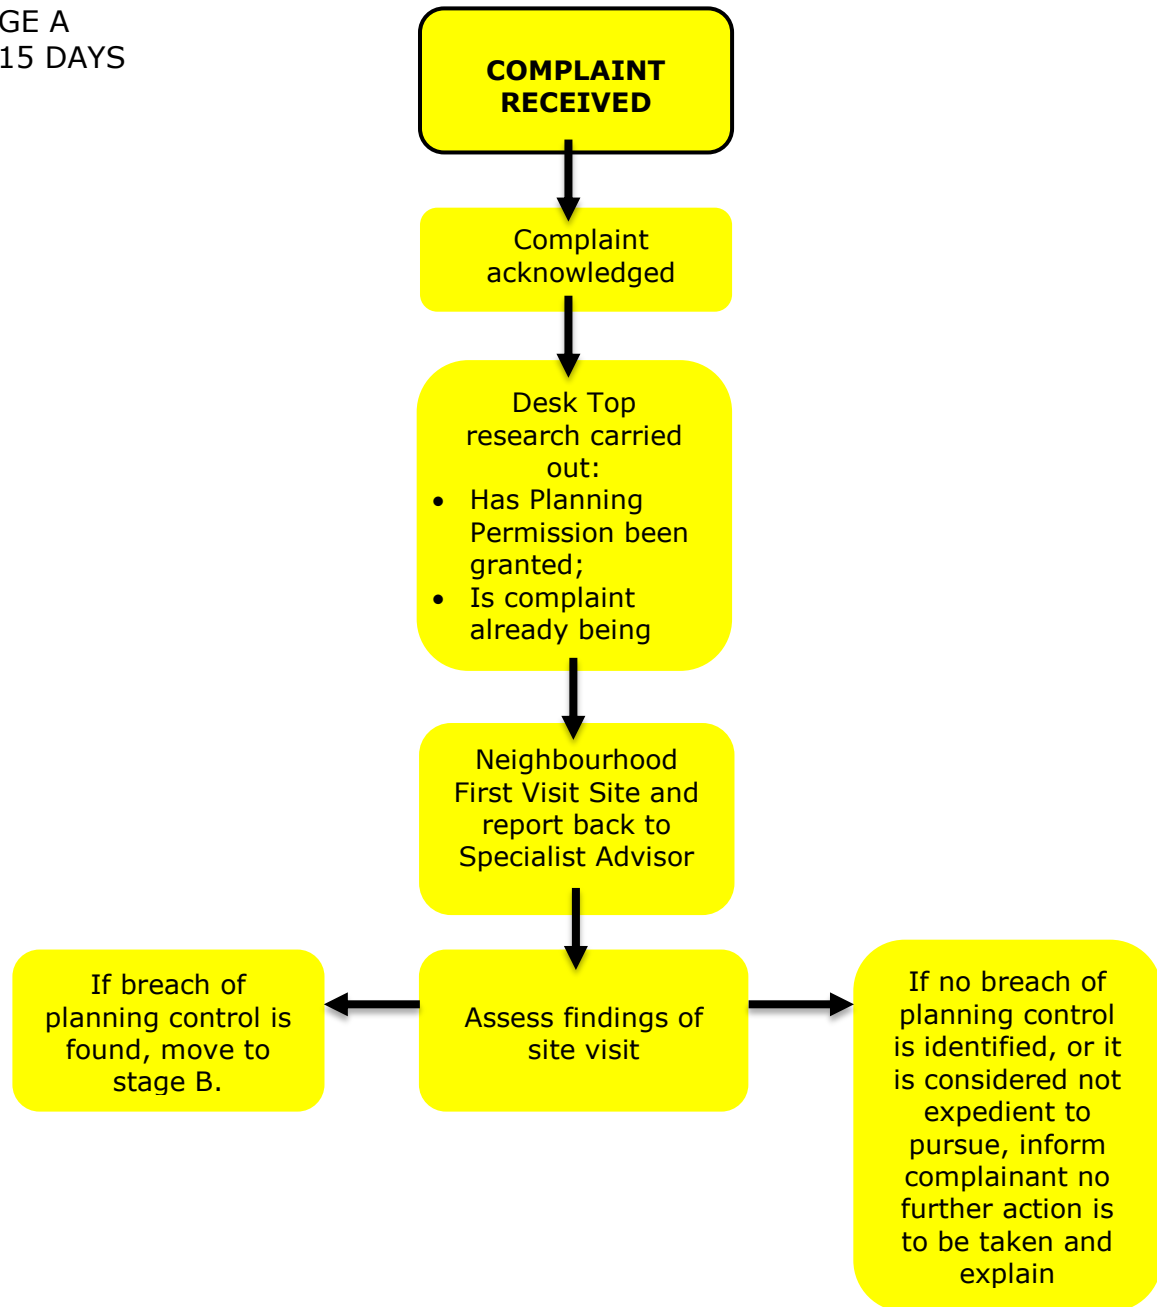 GE A
15 DAYS
COMPLAINT
RECEIVED
Complaint
acknowledged
Desk Top
research carried
out:
• Has Planning
Permission been
granted;
• Is complaint
already being
Neighbourhood
First Visit Site and
report back to
Specialist Advisor
If breach of
planning control is
found, move to
stage B.
Assess findings of
site visit
If no breach of
planning control
is identified, or it
is considered not
expedient to
pursue, inform
complainant no
further action is
to be taken and
explain